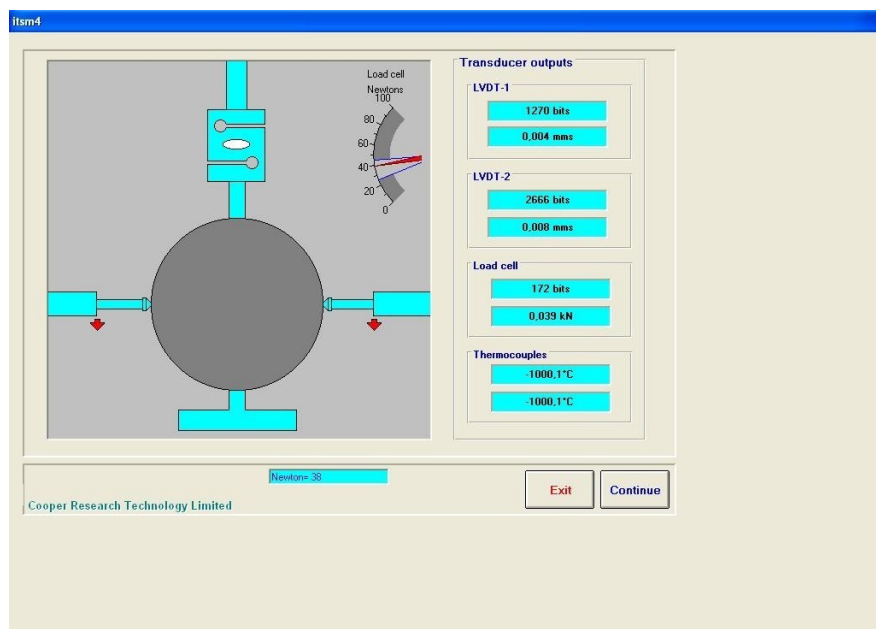 itsm4
Load cell
Newtons
100
80
60
40
20
0
Transducer outputs
LVDT-1
1270 bits
0,004 mms
LVDT-2
2666 bits
0,008 mms
Load cell
172 bits
0,039 kN
Thermocouples
-1000,1°C
-1000,1°C
Newton= 38
Exit
Continue
Cooper Research Technology Limited